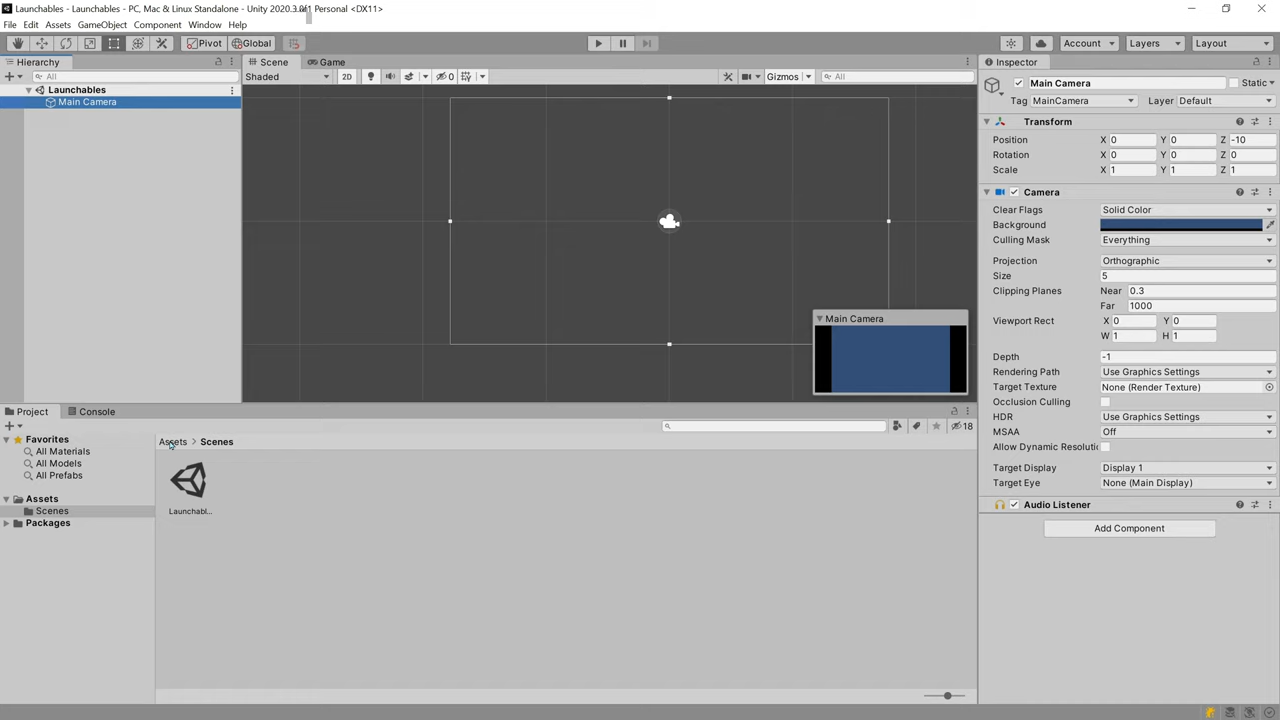 Launchables - Launchables - PC, Mac & Linux Standalone - Unity 2020.3.0f1 Personal <DX11>
File Edit Assets GameObject Component Window Help
Pivot Global Account Layers Layout
Hierarchy
All
Launchables
Main Camera
Scene Game
Shaded 2D 0 Gizmos All
Main Camera
Inspector
Main Camera Static
Tag MainCamera Layer Default
Transform
Position X 0 Y 0 Z -10
Rotation X 0 Y 0 Z 0
Scale X 1 Y 1 Z 1
Camera
Clear Flags Solid Color
Background
Culling Mask Everything
Projection Orthographic
Size 5
Clipping Planes Near 0.3
Far 1000
Viewport Rect X 0 Y 0
W 1 H 1
Depth -1
Rendering Path Use Graphics Settings
Target Texture None (Render Texture)
Occlusion Culling
HDR Use Graphics Settings
MSAA Off
Allow Dynamic Resolutio
Target Display Display 1
Target Eye None (Main Display)
Audio Listener
Add Component
Project Console
18
Favorites
All Materials
All Models
All Prefabs
Assets
Scenes
Packages
Assets > Scenes
Launchabl...